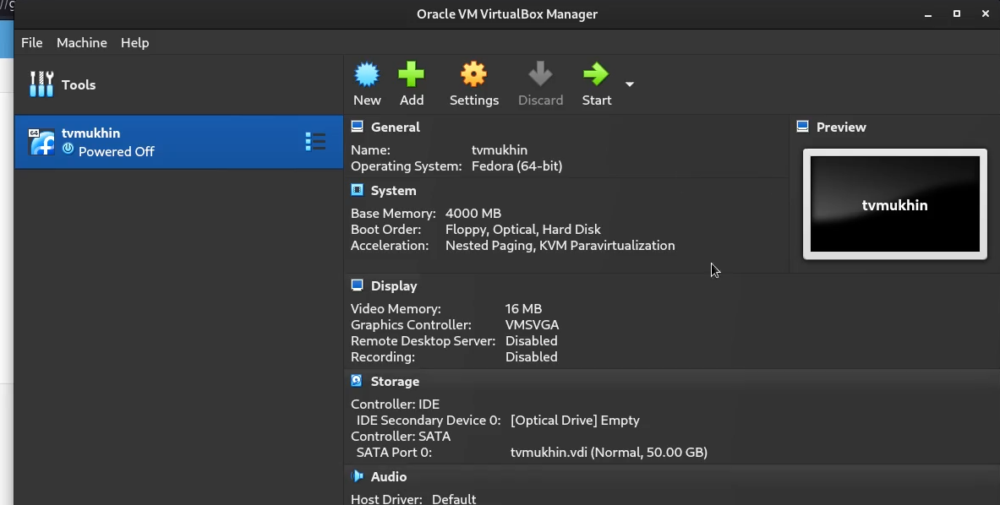 Oracle VM VirtualBox Manager
File Machine Help
Tools
New Add Settings Discard Start
64
tvmukhin
Powered Off
General
Name: tvmukhin
Operating System: Fedora (64-bit)
System
Base Memory: 4000 MB
Boot Order: Floppy, Optical, Hard Disk
Acceleration: Nested Paging, KVM Paravirtualization
Preview
tvmukhin
Display
Video Memory: 16 MB
Graphics Controller: VMSVGA
Remote Desktop Server: Disabled
Recording: Disabled
Storage
Controller: IDE
IDE Secondary Device 0: [Optical Drive] Empty
Controller: SATA
SATA Port 0: tvmukhin.vdi (Normal, 50.00 GB)
Audio
Host Driver: Default